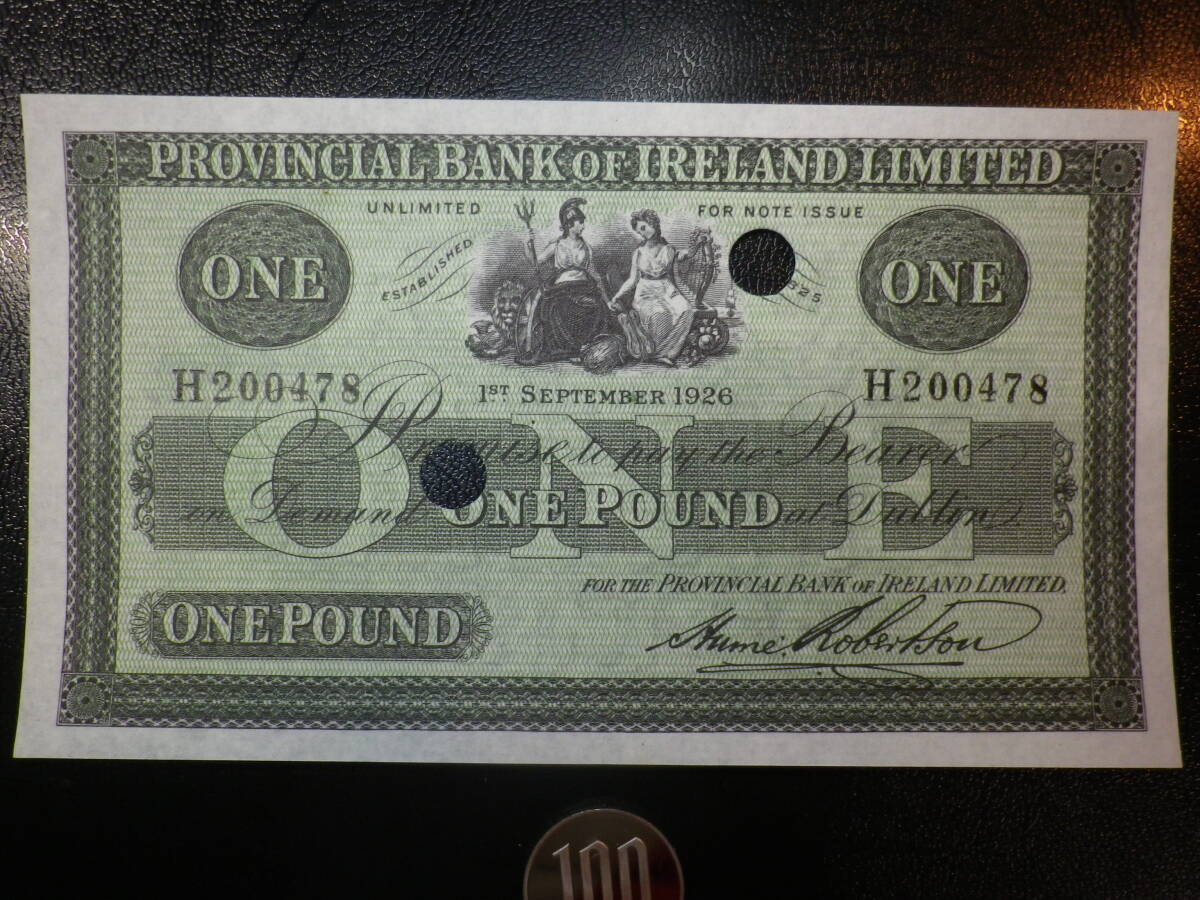 PROVINCIAL BANK OF IRELAND LIMITED
UNLIMITED FOR NOTE ISSUE
ESTABLISHED
ONE ONE
H200478 1ST SEPTEMBER 1926 H200478
ONE
Promise to pay the Bearer
on Demand ONE POUND at Dublin
FOR THE PROVINCIAL BANK OF IRELAND LIMITED.
ONE POUND Hume Robertson
100